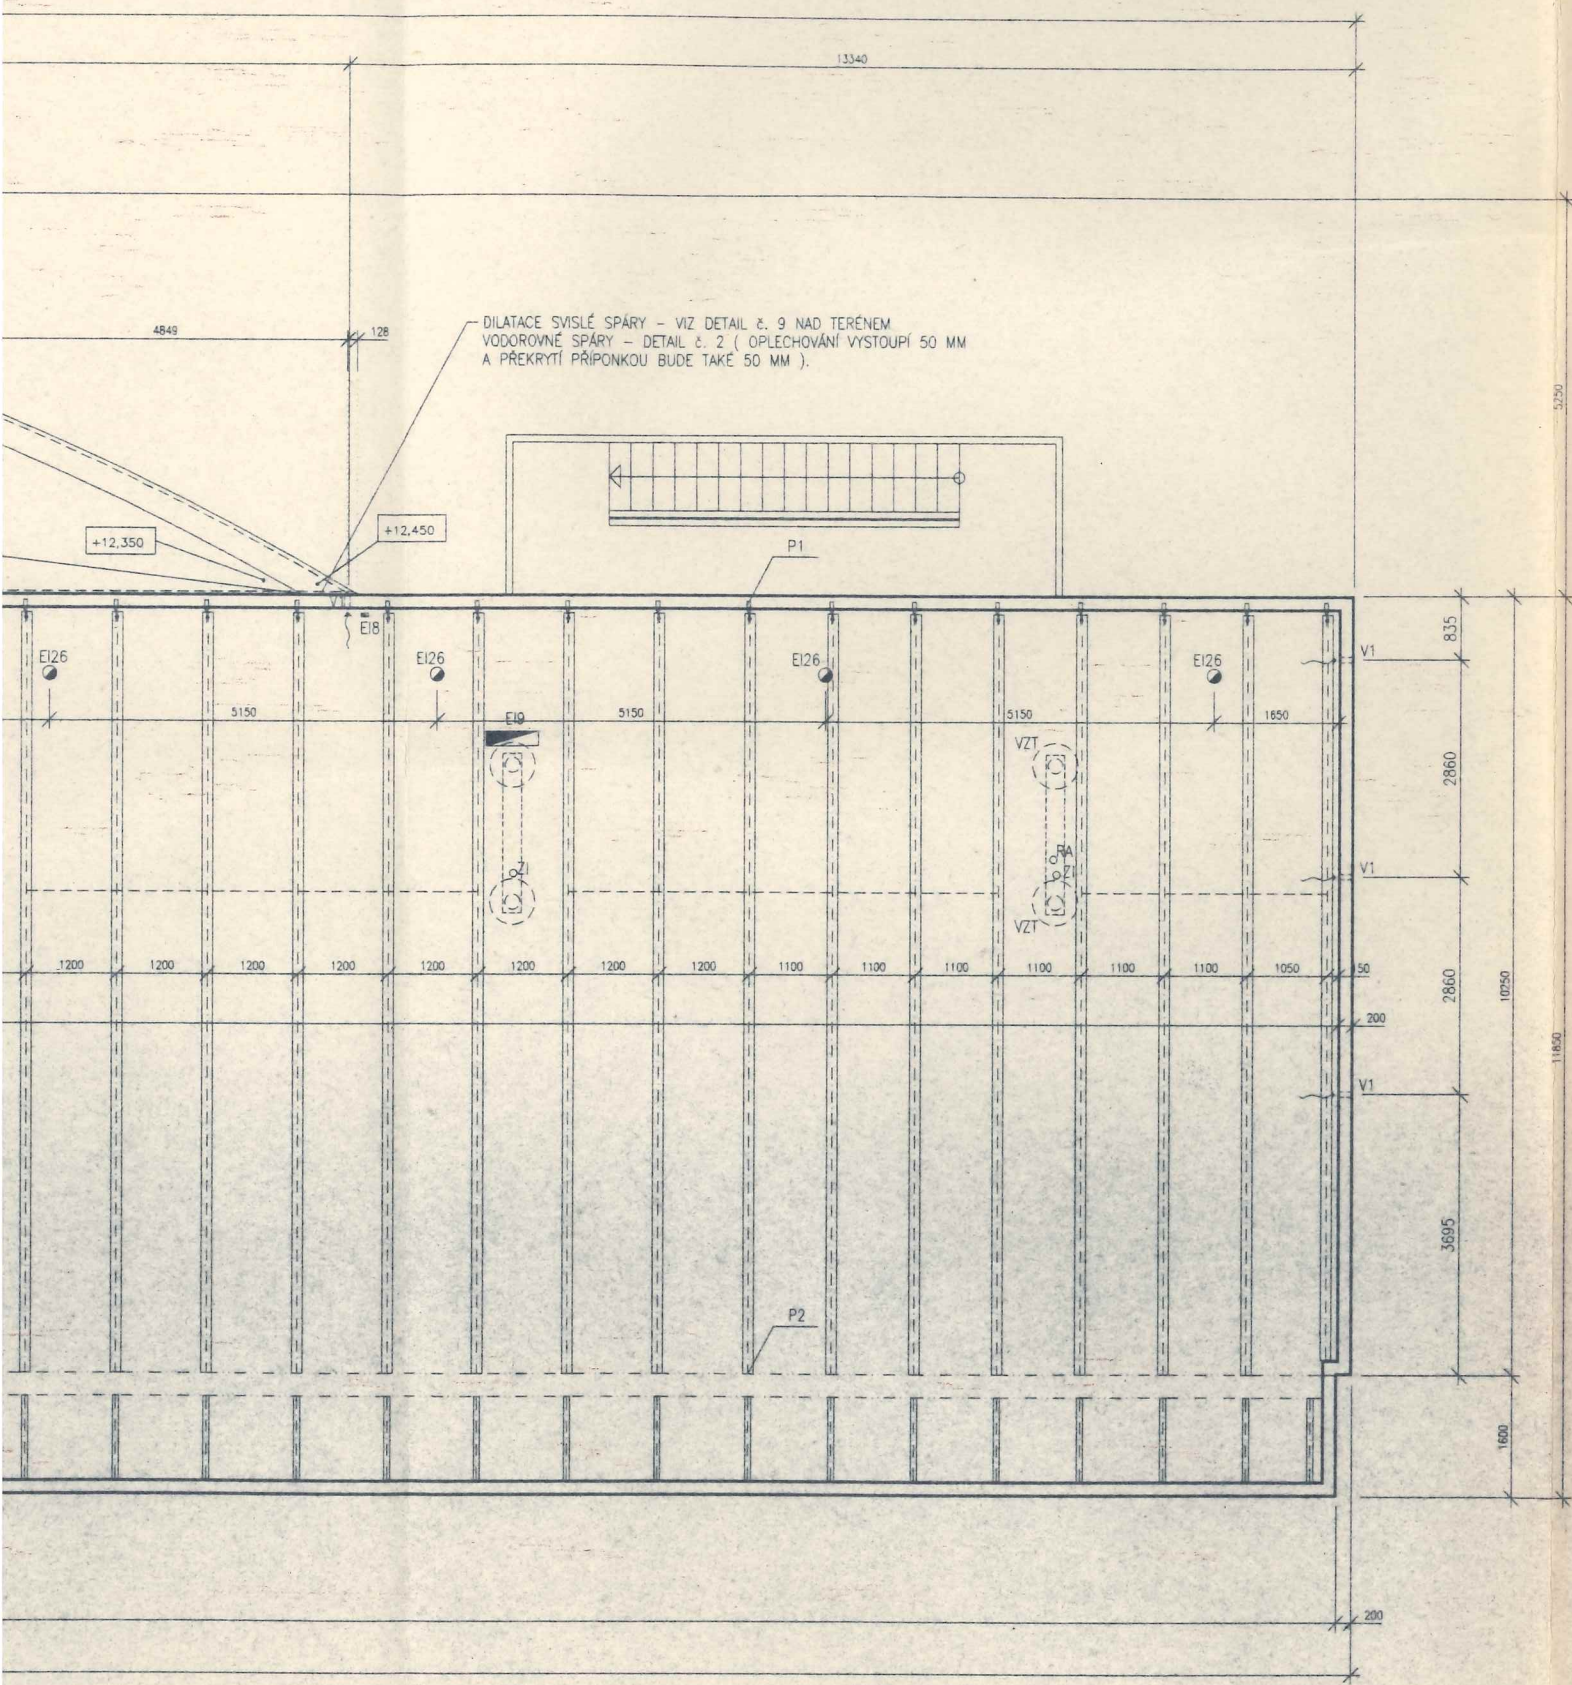 13340
4849
128
DILATACE SVISLÉ SPÁRY – VIZ DETAIL č. 9 NAD TERÉNEM
VODOROVNÉ SPÁRY – DETAIL č. 2 ( OPLECHOVÁNÍ VYSTOUPÍ 50 MM
A PŘEKRYTÍ PŘÍPONKOU BUDE TAKÉ 50 MM ).
5250
+12,350
+12,450
P1
V1
EI8
835
V1
EI26
EI26
EI26
EI26
5150
EI9
5150
5150
1650
VZT
2860
RA
ZI
ZI
V1
VZT
1200
1200
1200
1200
1200
1200
1200
1200
1100
1100
1100
1100
1100
1100
1050
150
2860
10250
200
11850
V1
3695
P2
1600
200